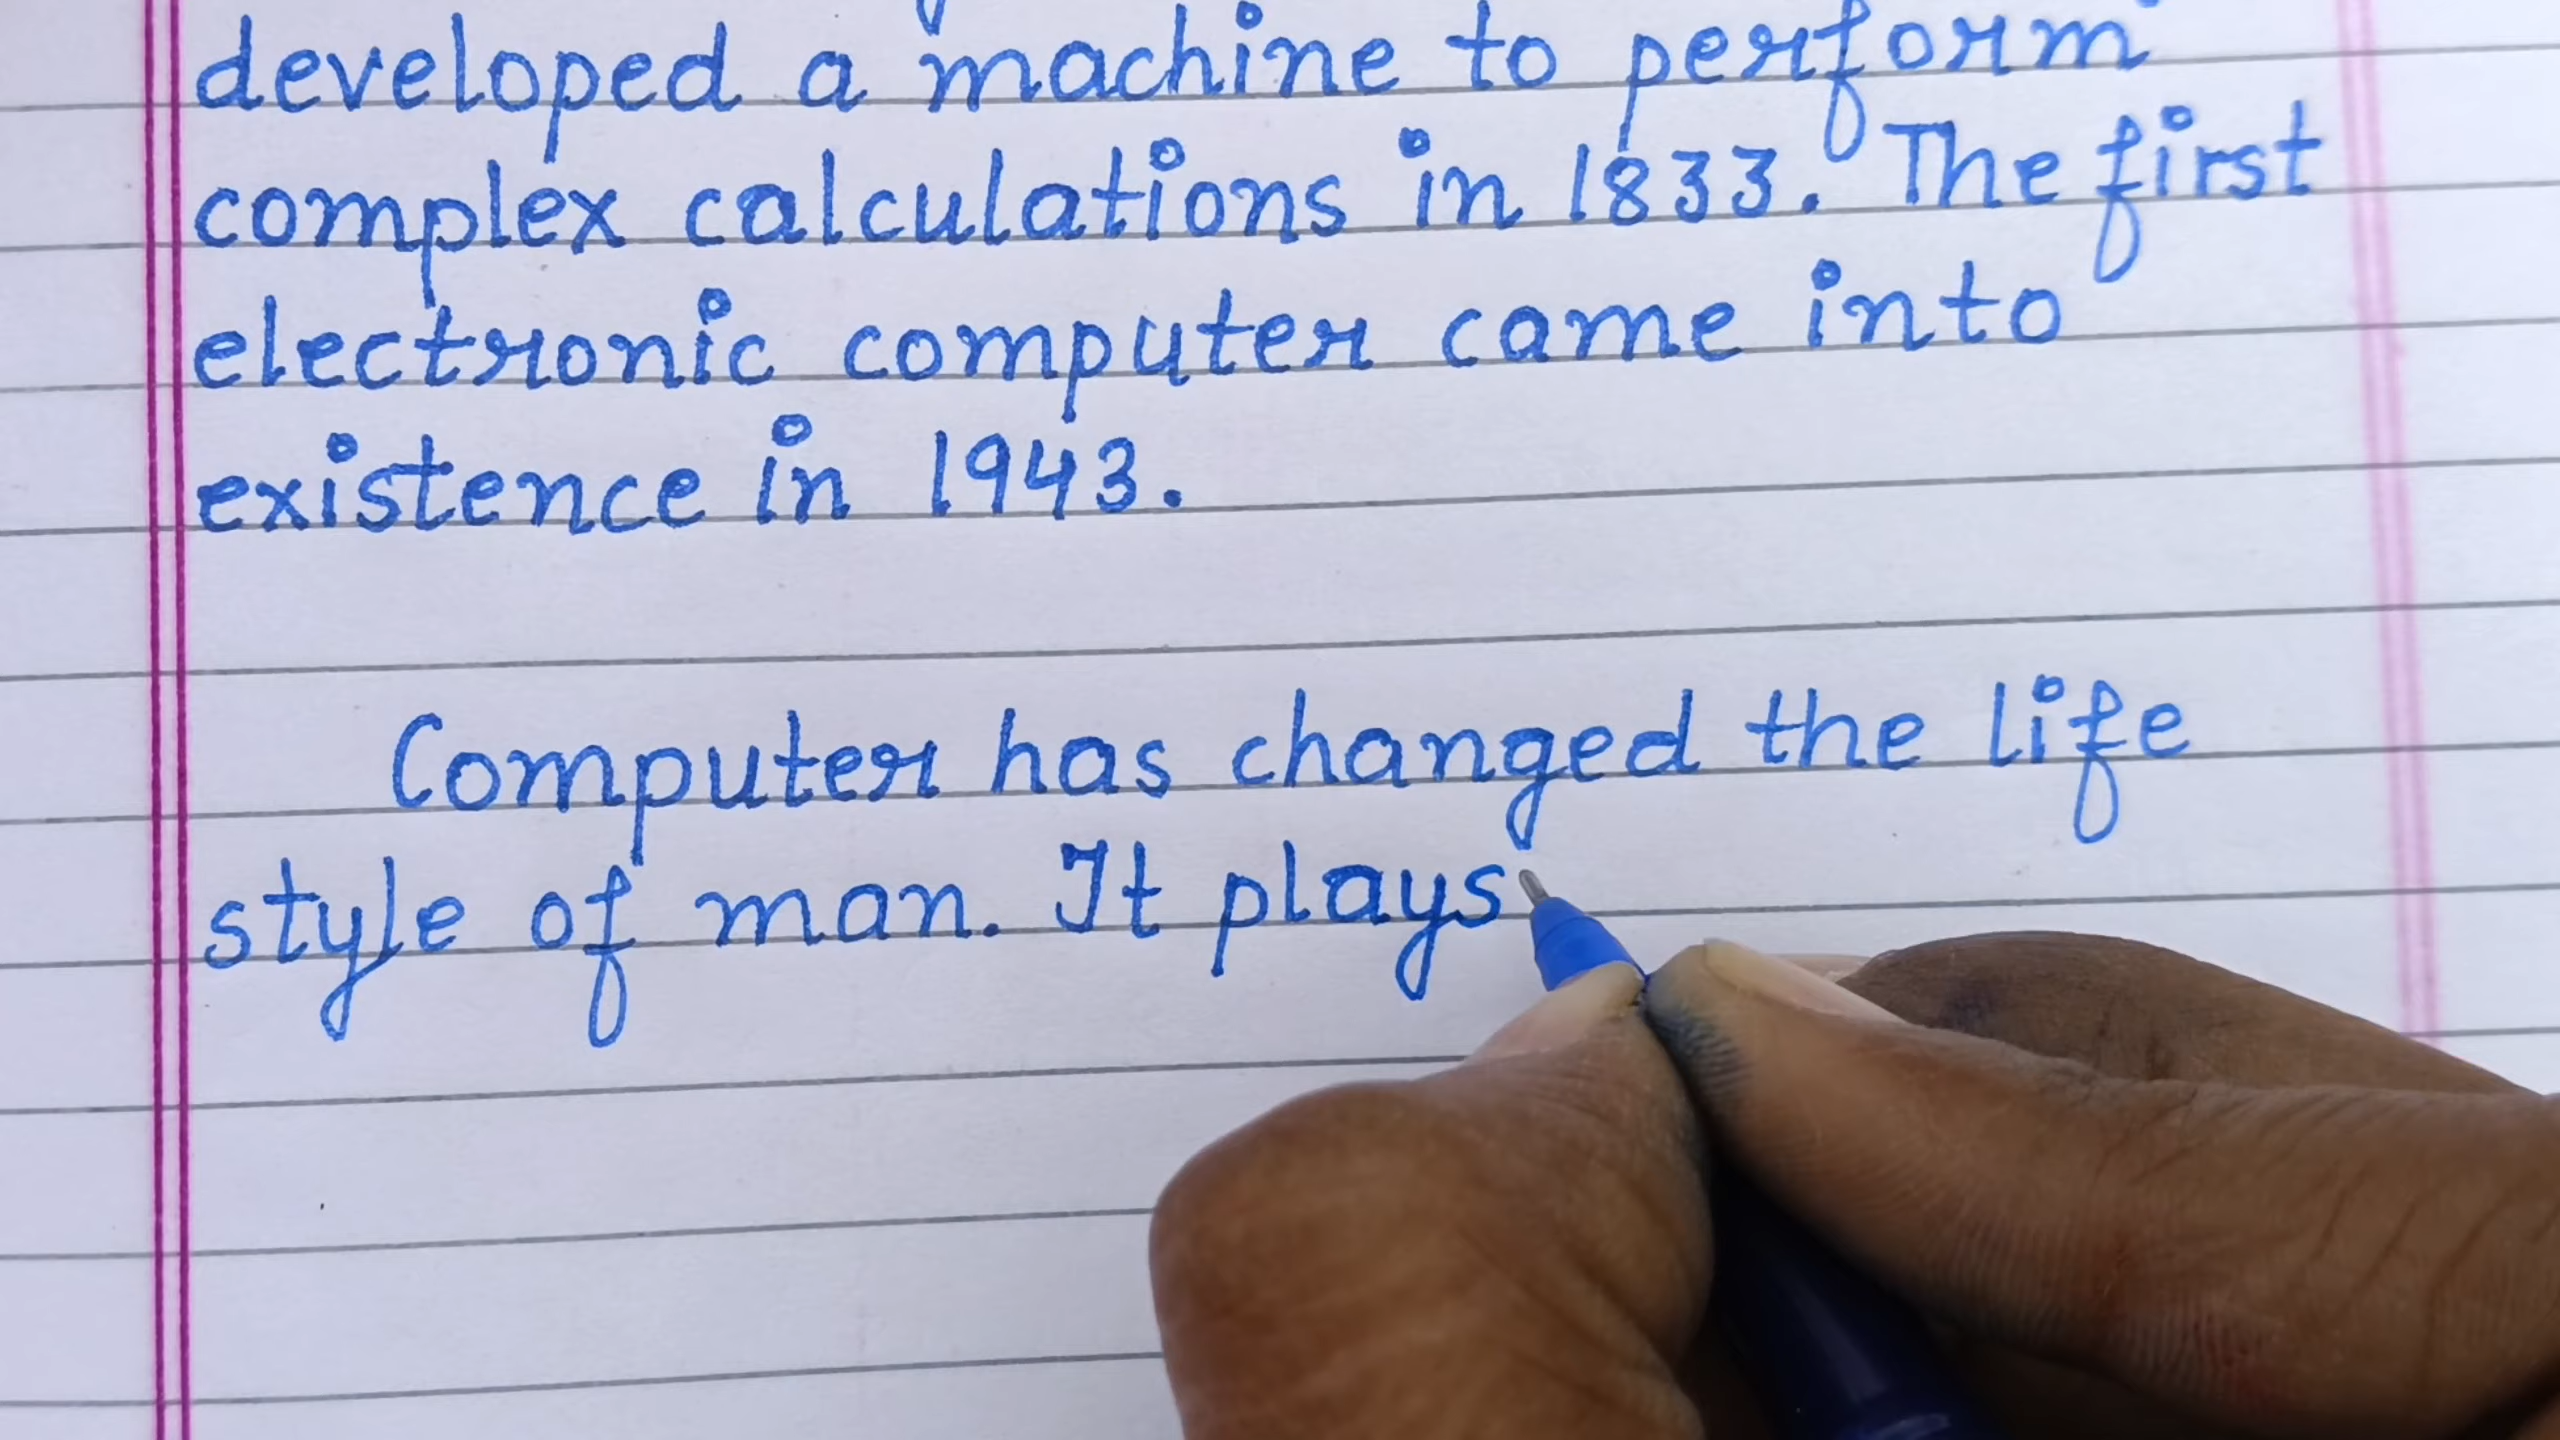 developed a machine to perform
complex calculations in 1833. The first
electronic computer came into
existence in 1943.
Computer has changed the life
style of man. It plays